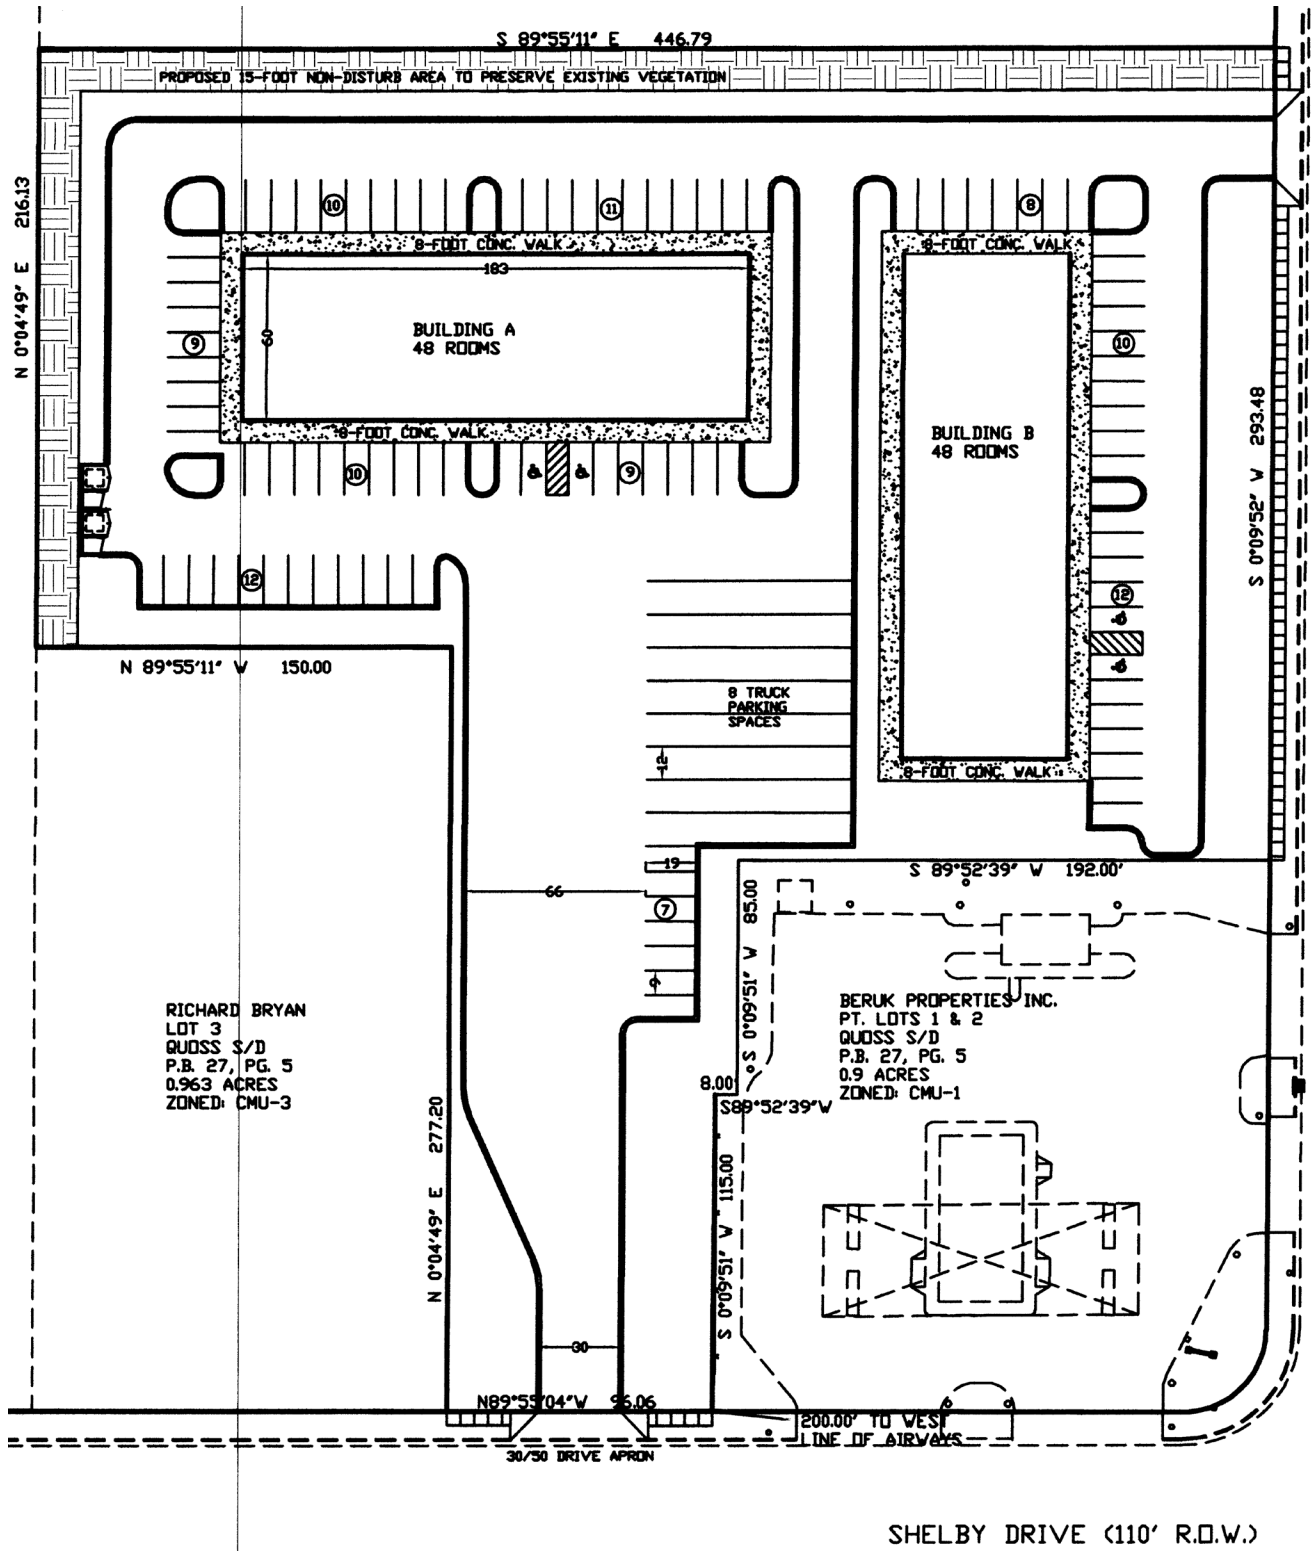 S 89°55'11" E 446.79
PROPOSED 15-FOOT NON-DISTURB AREA TO PRESERVE EXISTING VEGETATION
N 0°04'49" E 216.13
10
11
8
8-FOOT CONC. WALK
8-FOOT CONC. WALK
183
60
BUILDING A
48 ROOMS
9
10
8-FOOT CONC. WALK
10
9
BUILDING B
48 ROOMS
S 0°09'52" W 293.48
12
12
N 89°55'11" W 150.00
8 TRUCK
PARKING
SPACES
12
8-FOOT CONC. WALK
19
66
7
9
S 89°52'39" W 192.00'
S 0°09'51" W 85.00
RICHARD BRYAN
LOT 3
QUOSS S/D
P.B. 27, PG. 5
0.963 ACRES
ZONED: CMU-3
BERUK PROPERTIES INC.
PT. LOTS 1 & 2
QUOSS S/D
P.B. 27, PG. 5
0.9 ACRES
ZONED: CMU-1
8.00'
S89°52'39"W
N 0°04'49" E 277.20
S 0°09'51" W 115.00
30
N89°55'04"W 96.06
200.00' TO WEST
LINE OF AIRWAYS
30/50 DRIVE APRON
SHELBY DRIVE (110' R.O.W.)